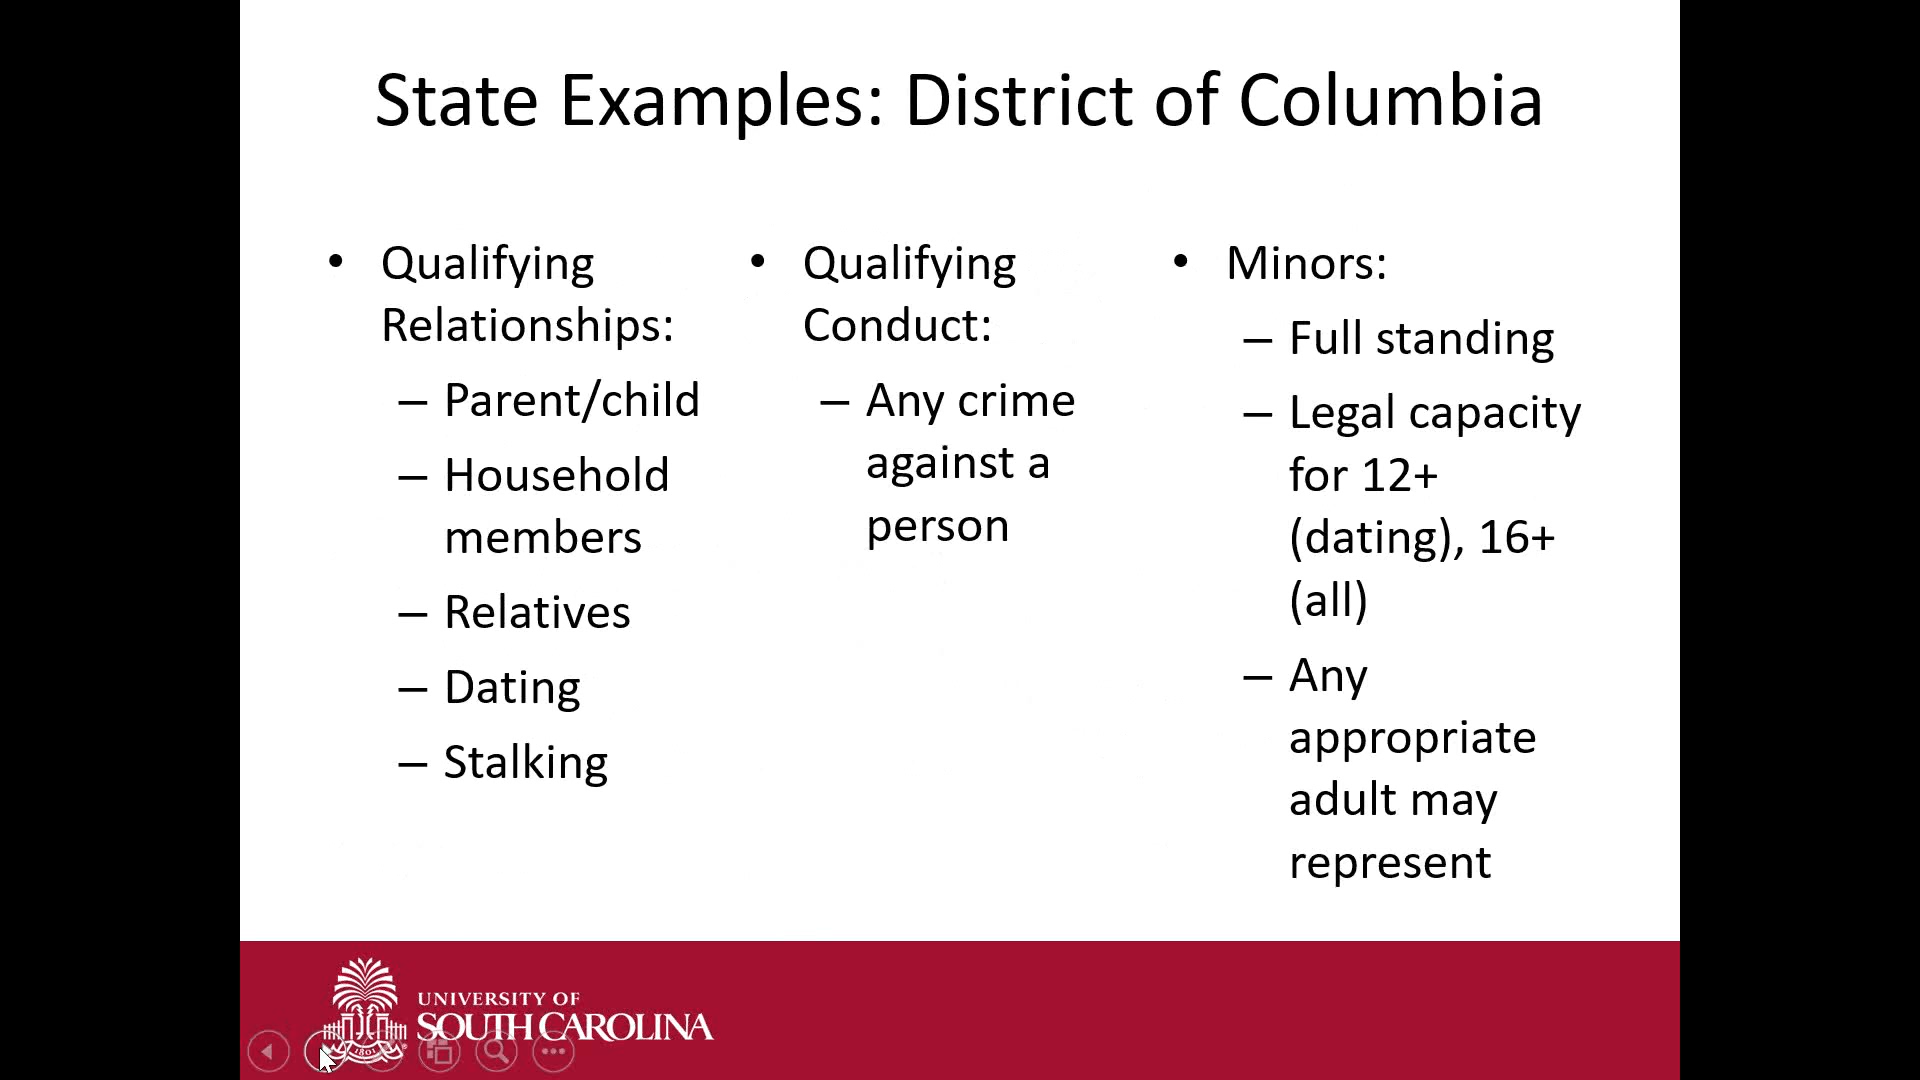 State Examples: District of Columbia
• Qualifying
Relationships:
– Parent/child
– Household
members
– Relatives
– Dating
– Stalking
• Qualifying
Conduct:
– Any crime
against a
person
• Minors:
– Full standing
– Legal capacity
for 12+
(dating), 16+
(all)
– Any
appropriate
adult may
represent
UNIVERSITY OF
SOUTH CAROLINA
1801